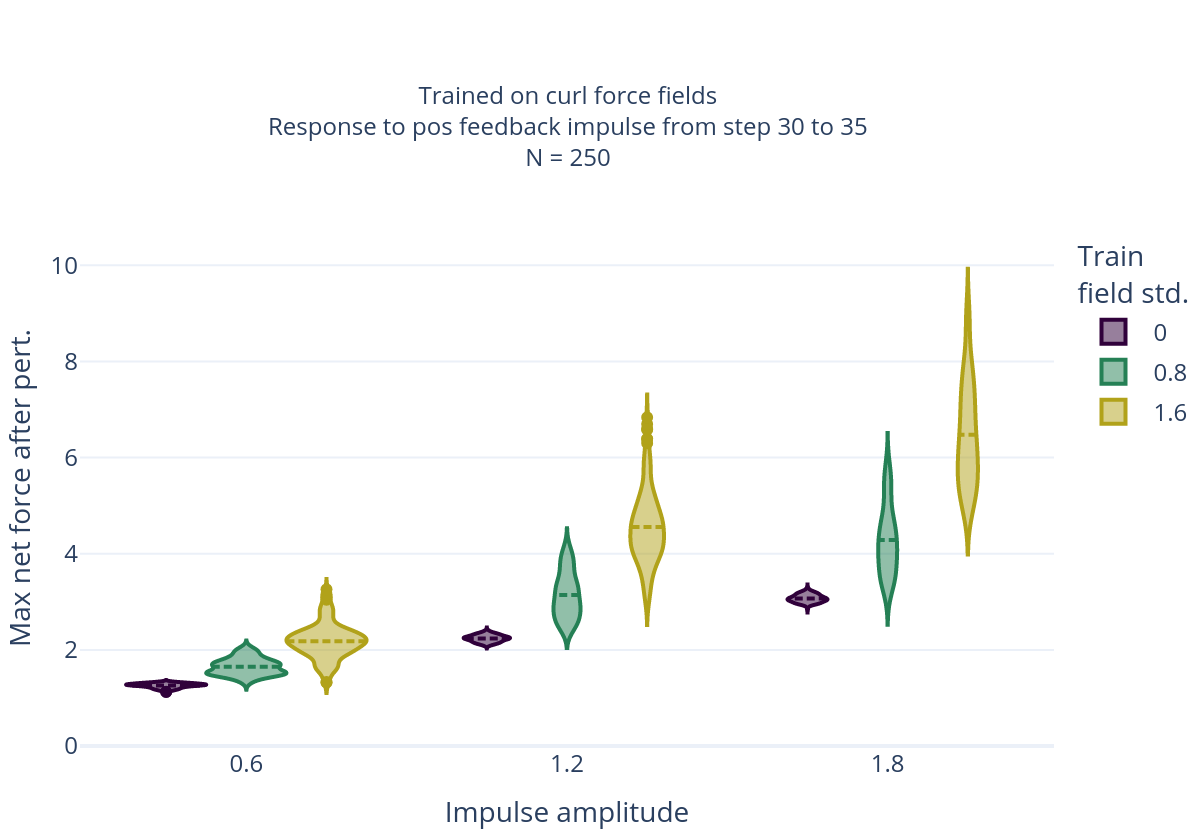 Trained on curl force fields
Response to pos feedback impulse from step 30 to 35
N = 250
Max net force after pert.
10
8
6
4
2
0
0.6
1.2
1.8
Impulse amplitude
Train
field std.
0
0.8
1.6